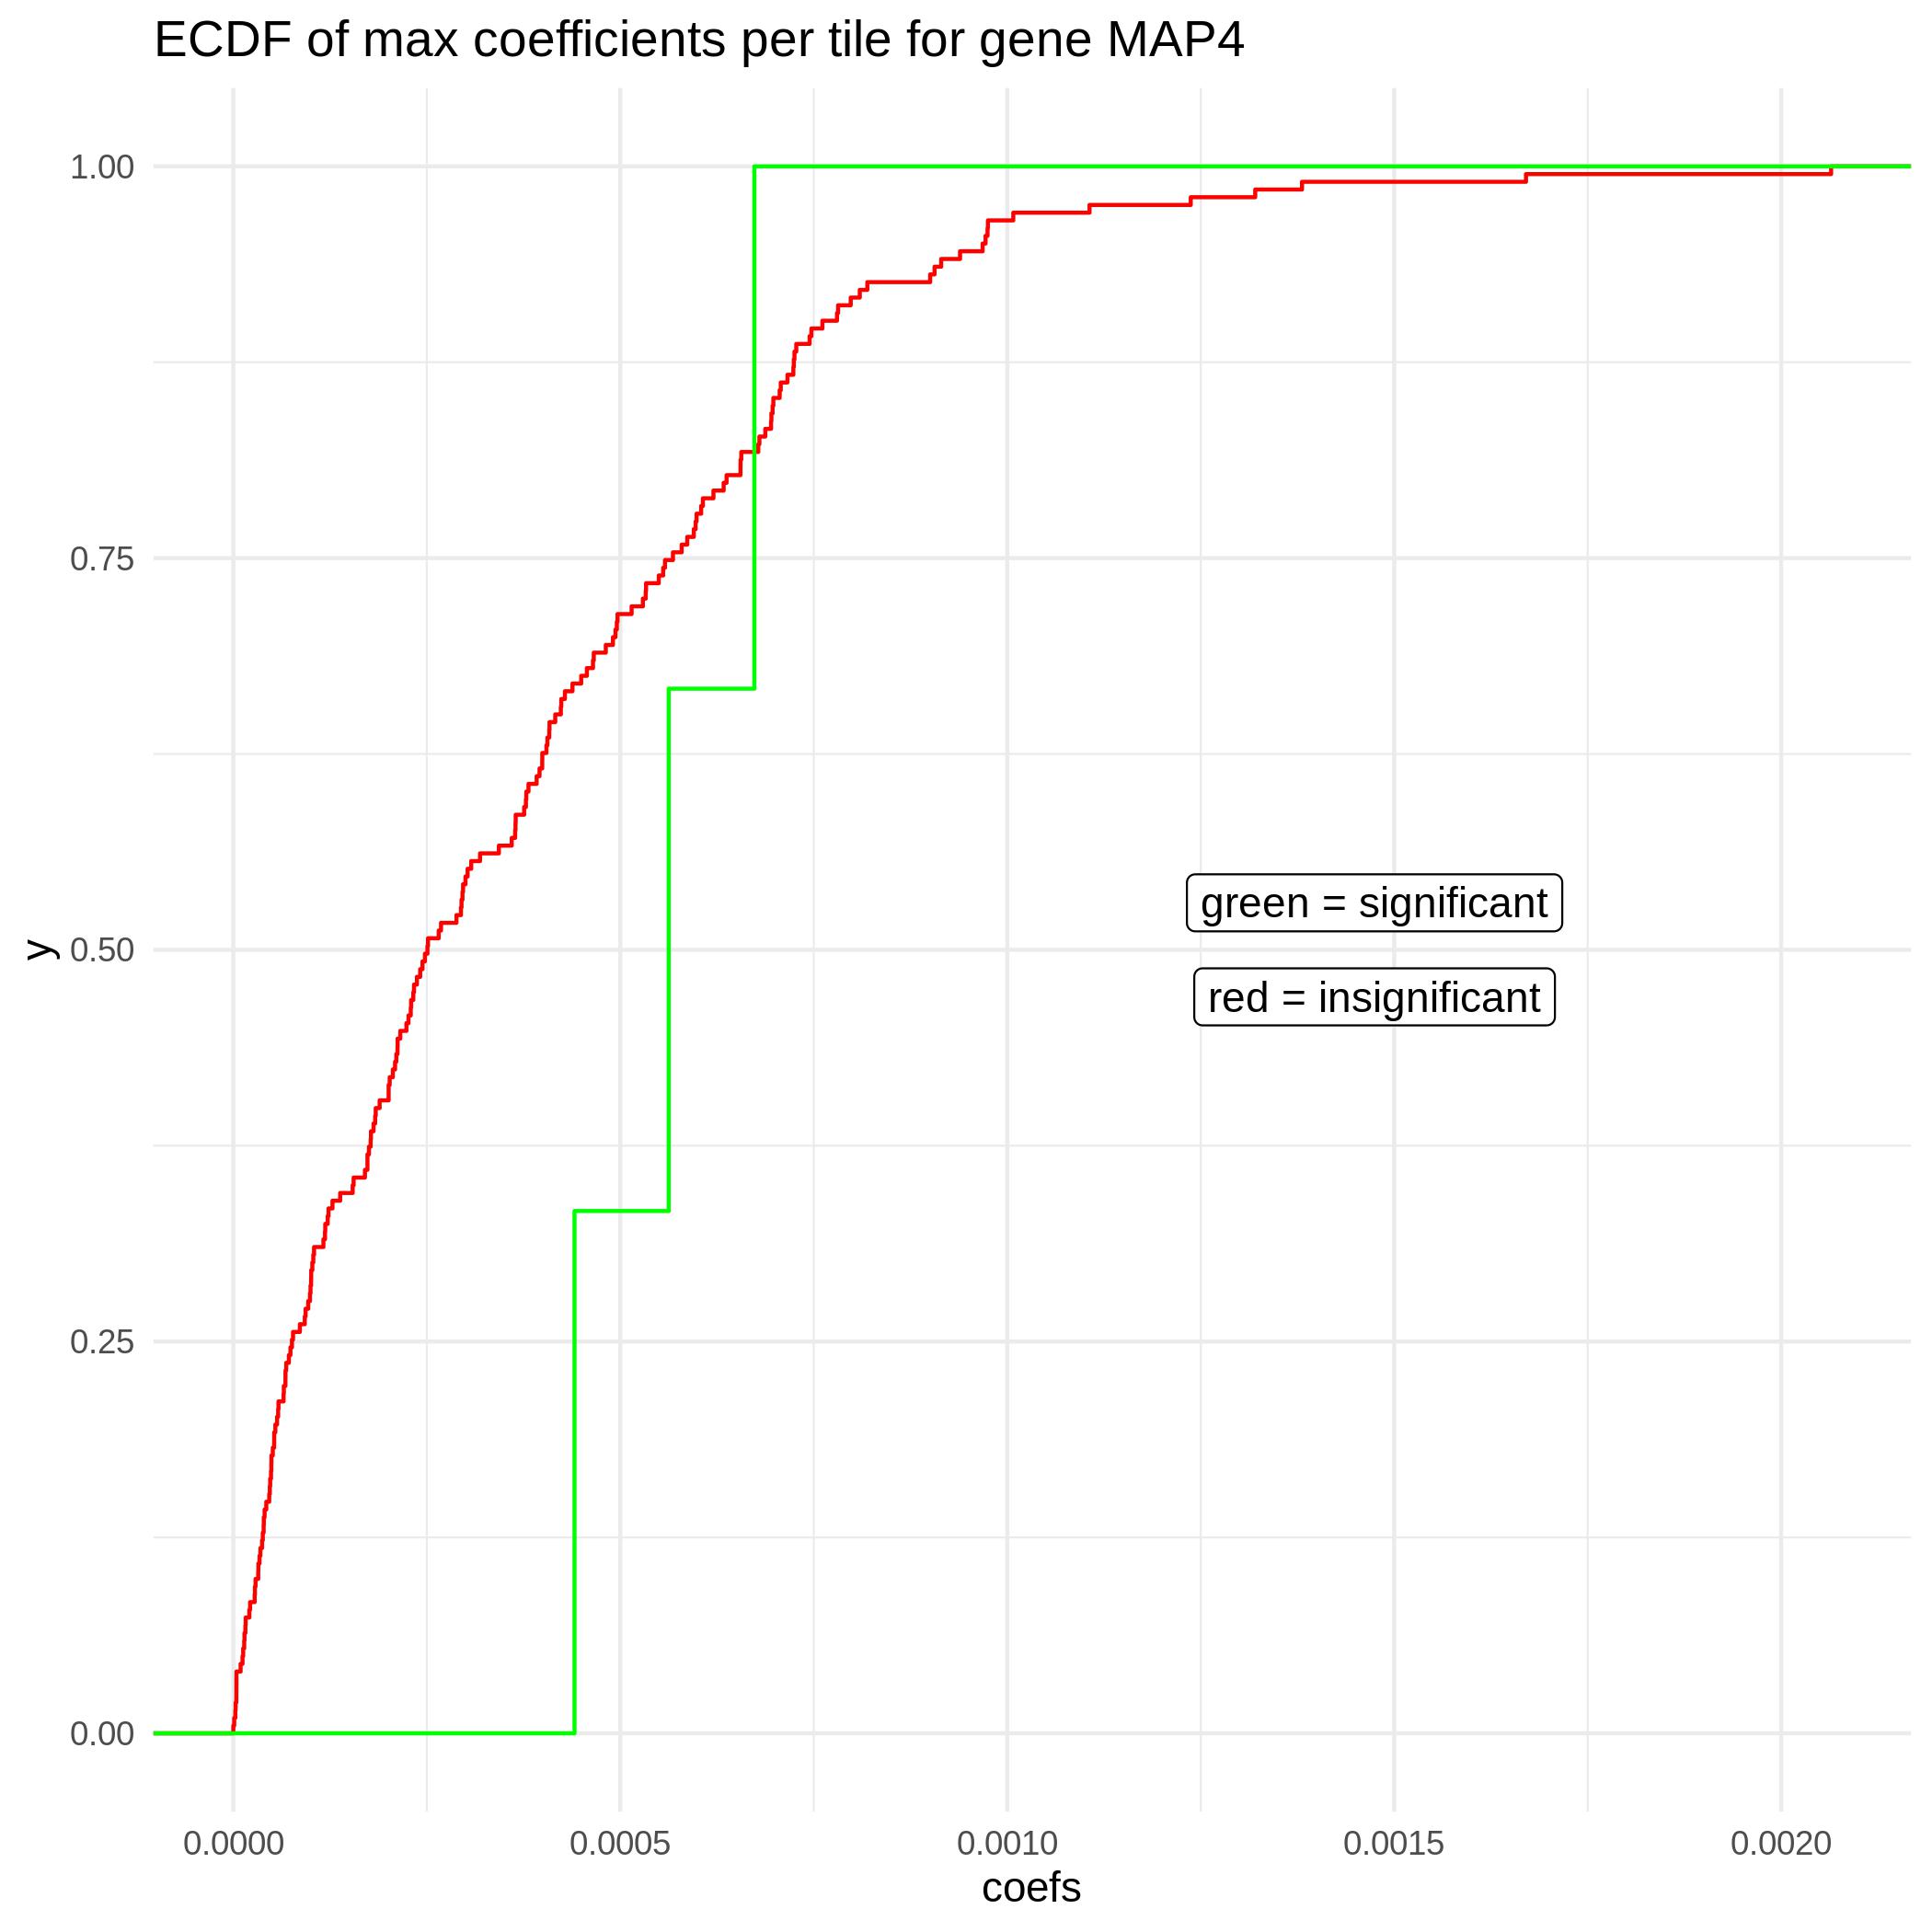 ECDF of max coefficients per tile for gene MAP4
1.00
0.75
0.50
0.25
0.00
y
green = significant
red = insignificant
0.0000 0.0005 0.0010 0.0015 0.0020
coefs